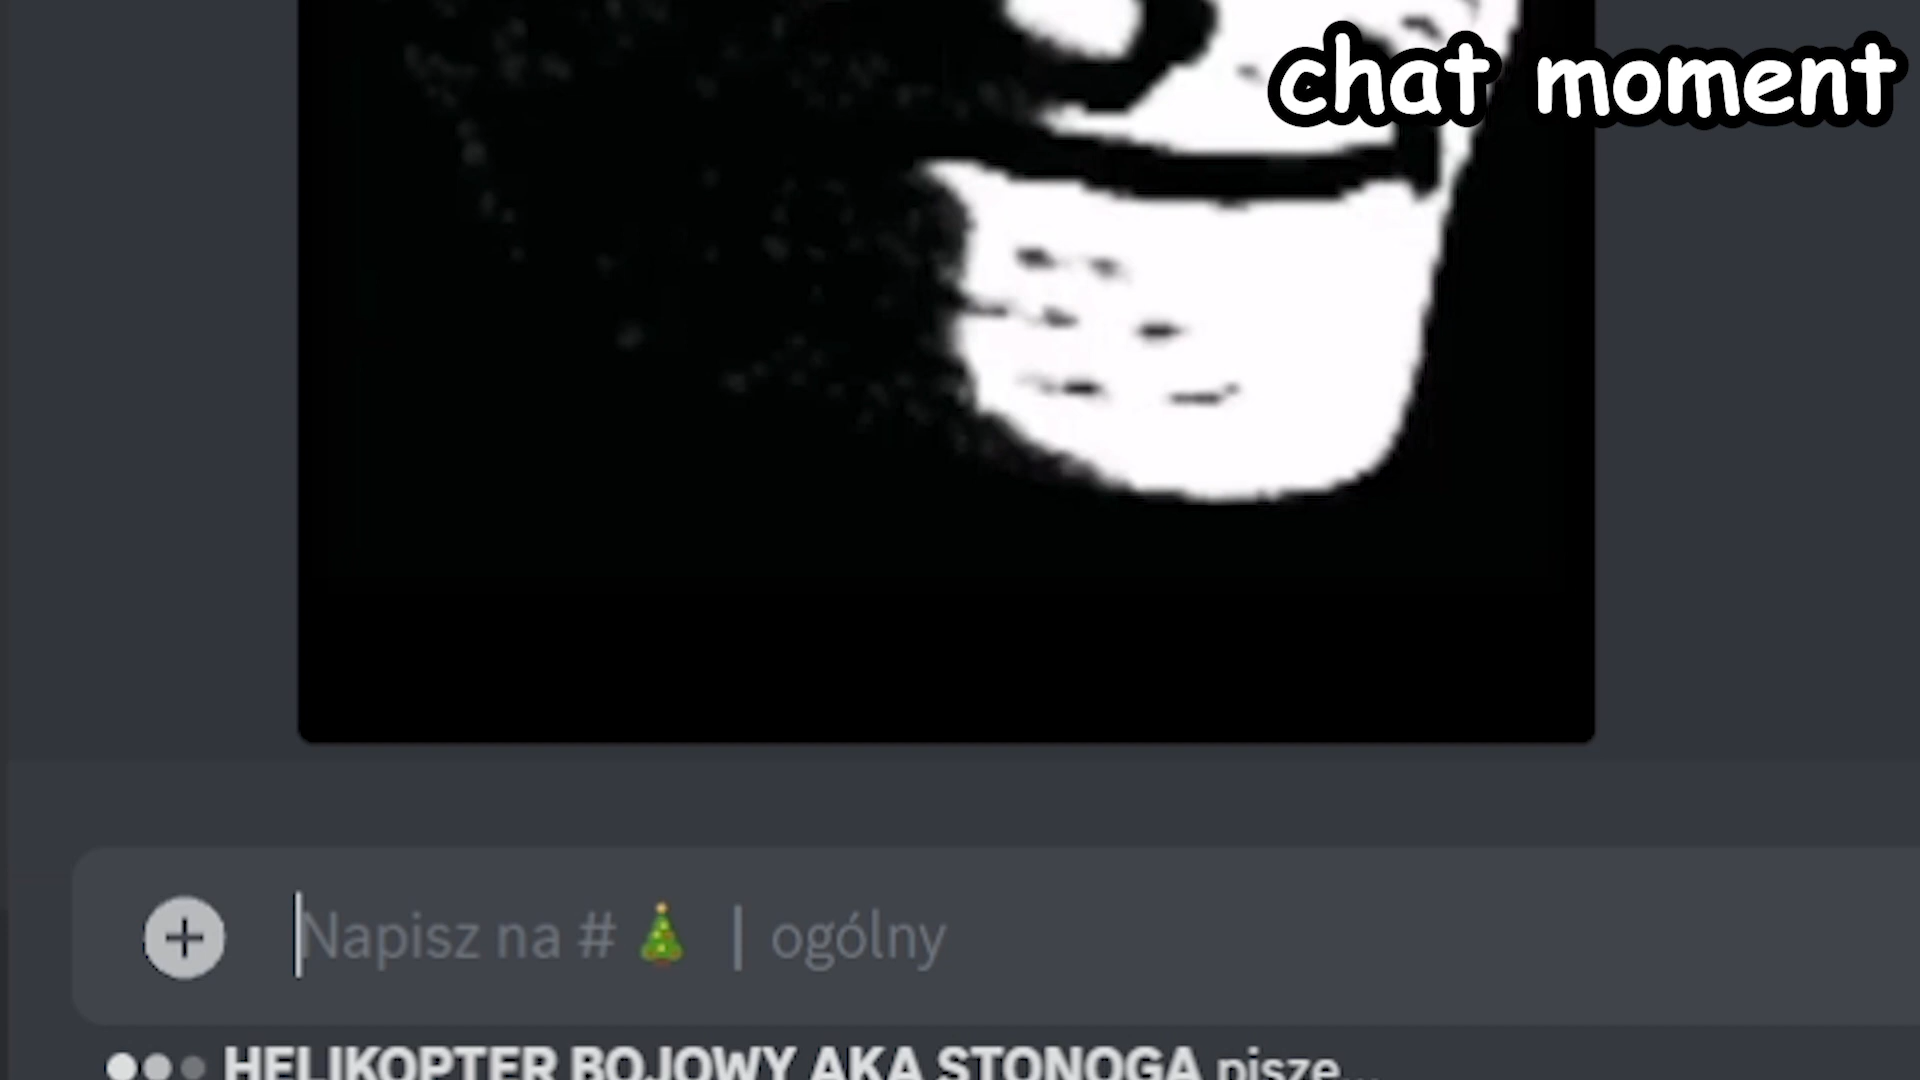 chat moment
Napisz na # 🎄 | ogólny
HELIKOPTER BOJOWY AKA STONOGA pisze...